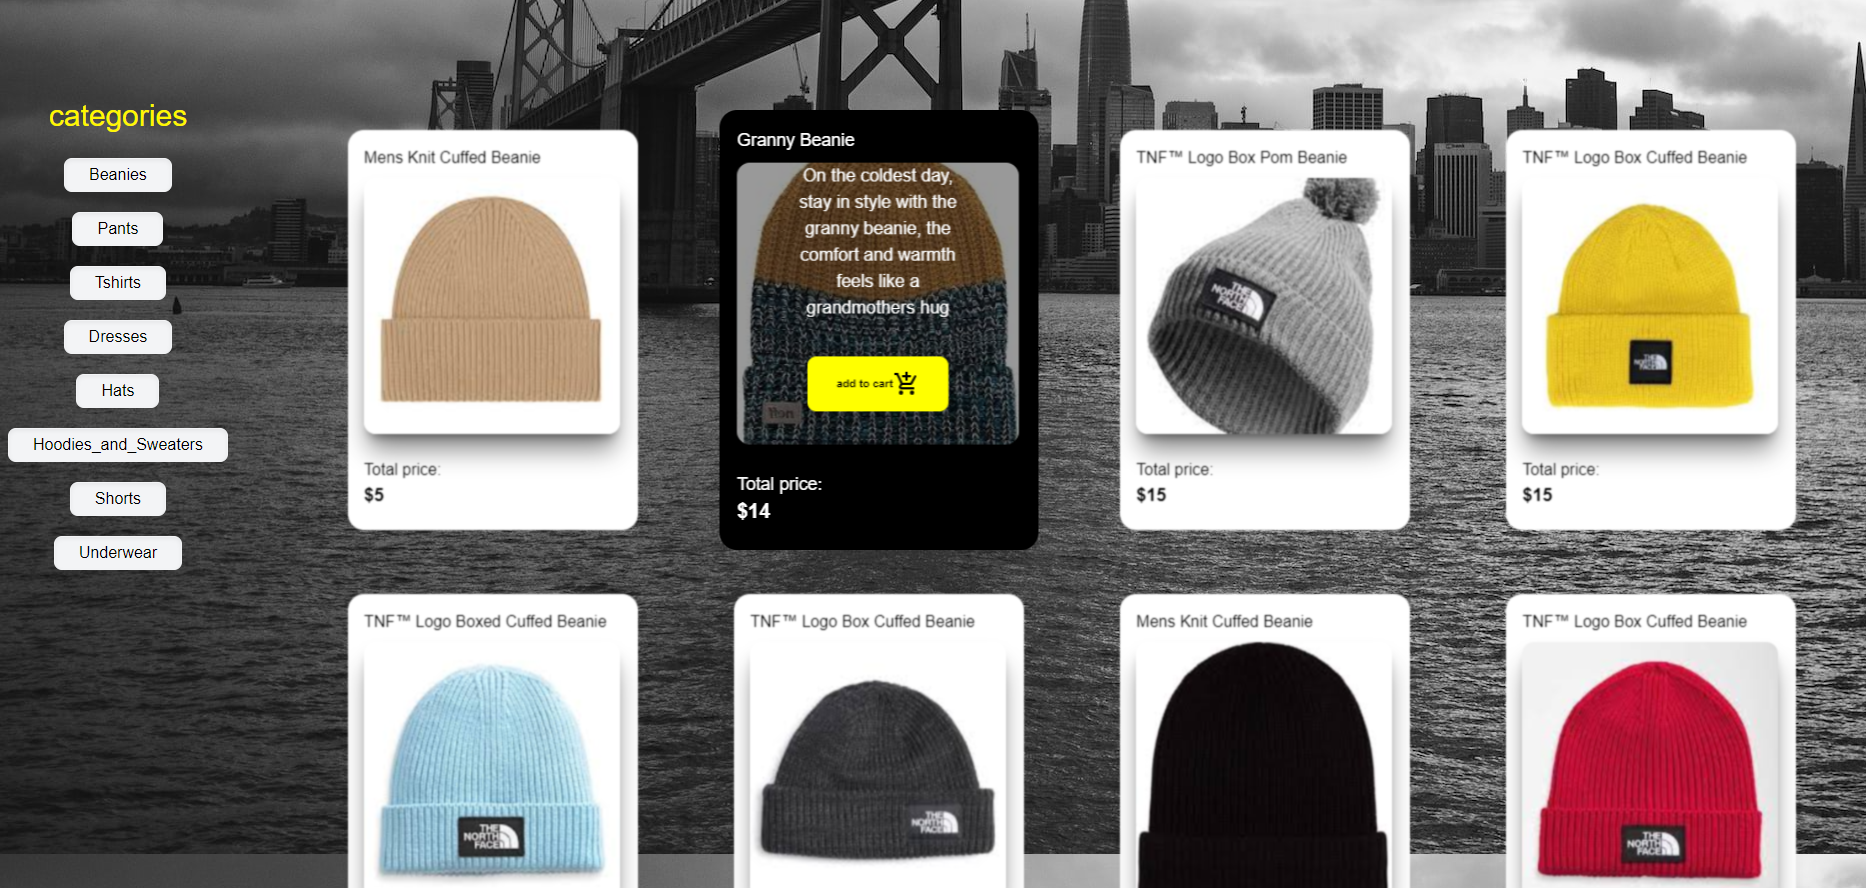 categories
Beanies
Pants
Tshirts
Dresses
Hats
Hoodies_and_Sweaters
Shorts
Underwear
Mens Knit Cuffed Beanie
Total price:
$5
Granny Beanie
On the coldest day,
stay in style with the
granny beanie, the
comfort and warmth
feels like a
grandmothers hug
add to cart
Total price:
$14
TNF™ Logo Box Pom Beanie
THE
NORTH
FACE
Total price:
$15
TNF™ Logo Box Cuffed Beanie
Total price:
$15
TNF™ Logo Boxed Cuffed Beanie
THE
NORTH
FACE
TNF™ Logo Box Cuffed Beanie
THE
NORTH
FACE
Mens Knit Cuffed Beanie
TNF™ Logo Box Cuffed Beanie
THE
NORTH
FACE